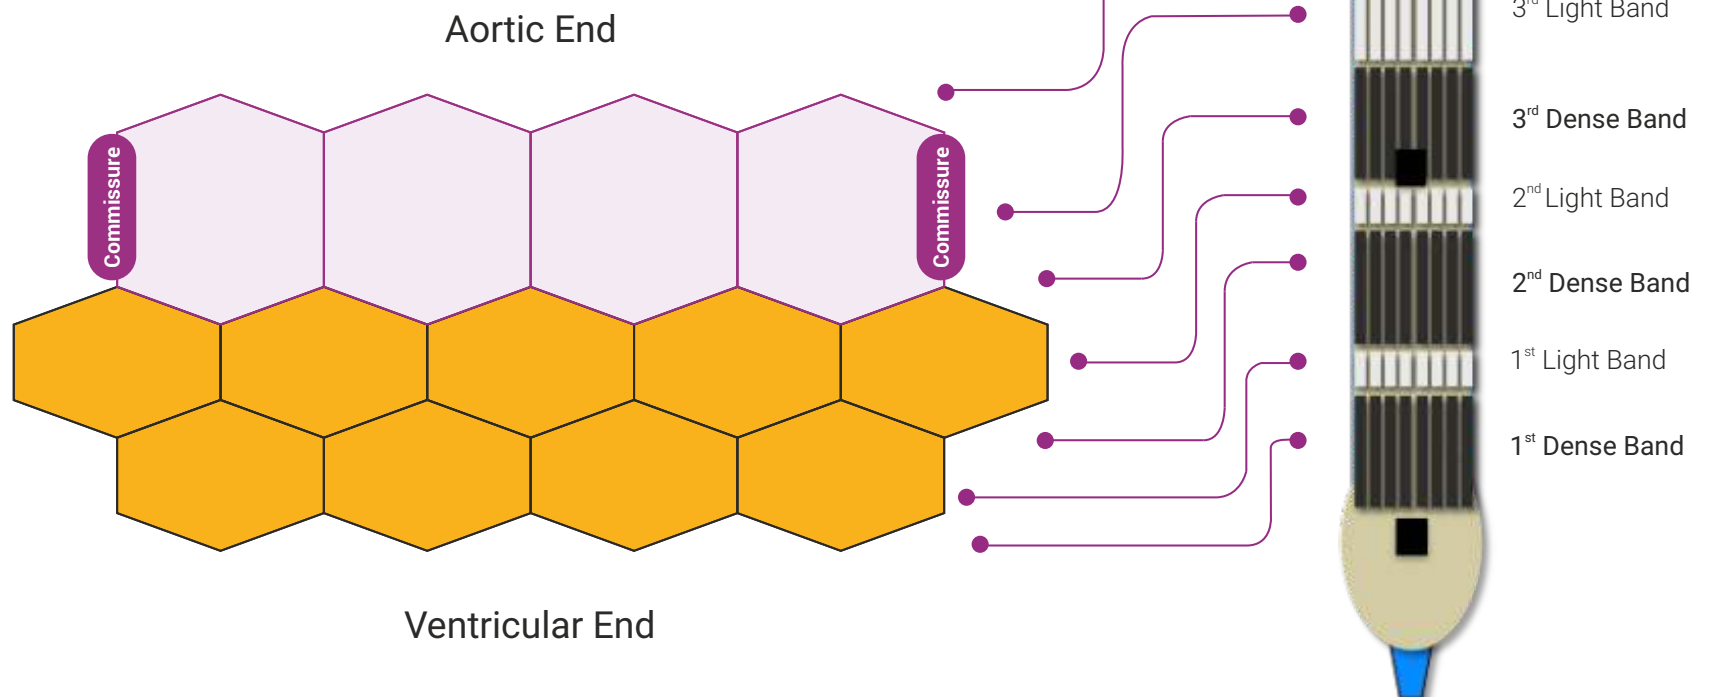 3rd Light Band
Aortic End
3rd Dense Band
Commissure
Commissure
2nd Light Band
2nd Dense Band
1st Light Band
1st Dense Band
Ventricular End